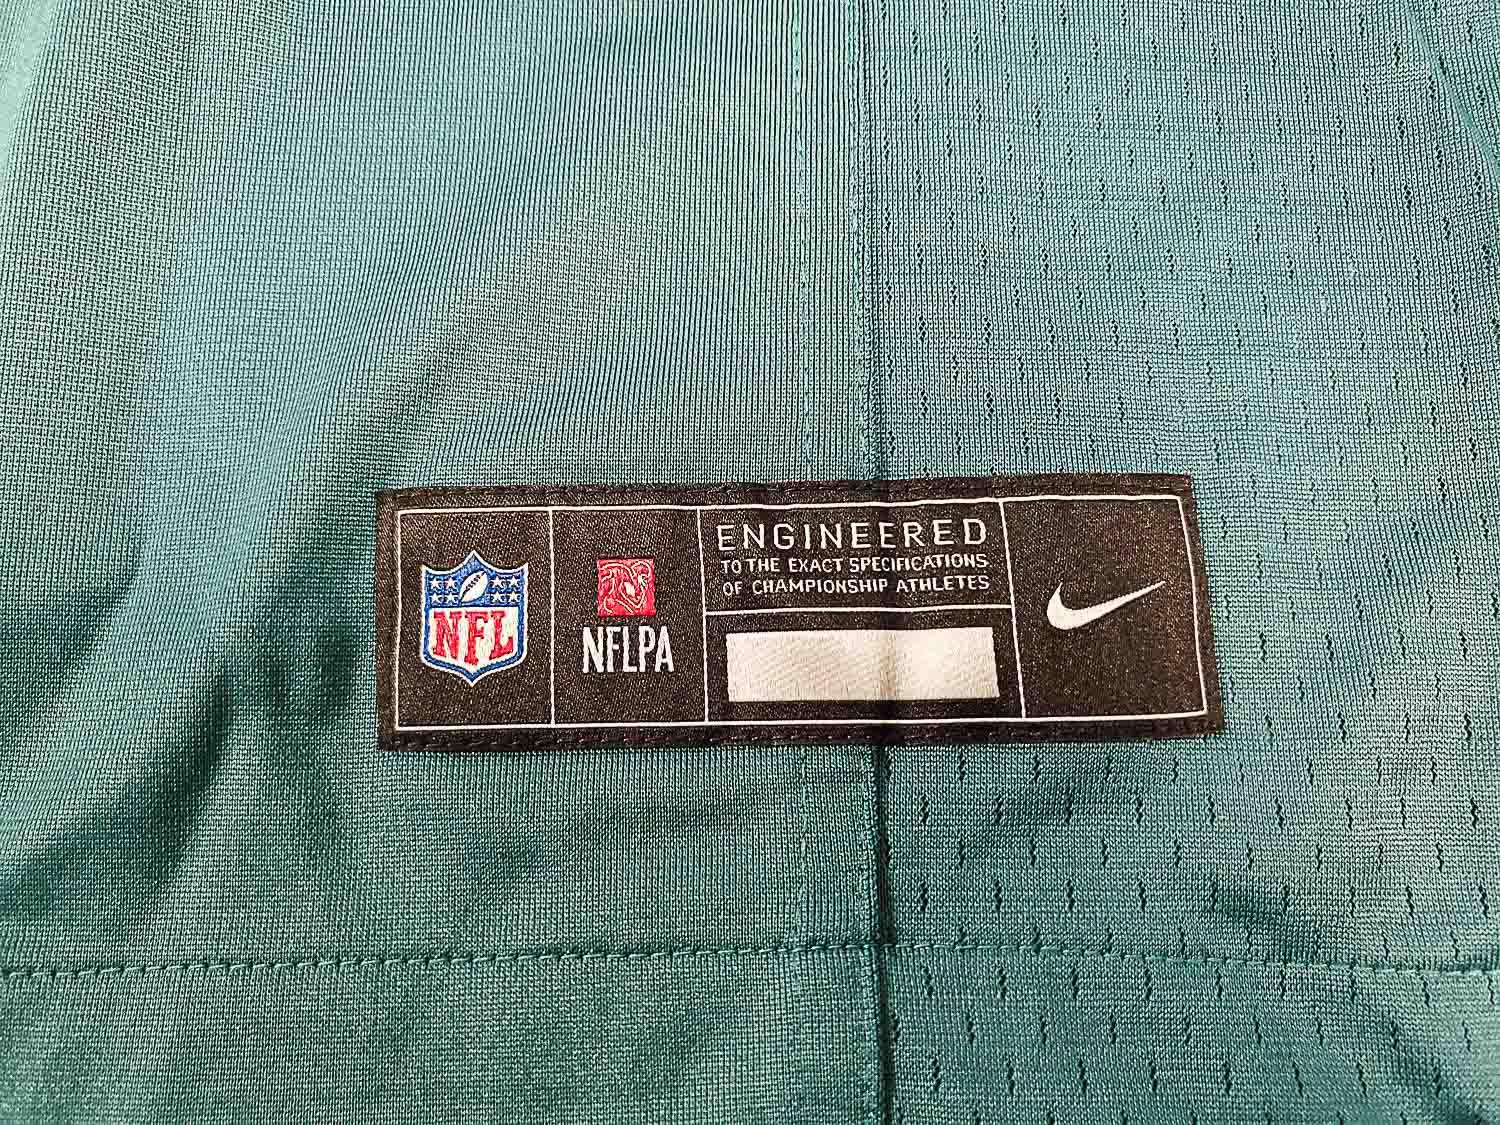 NFL
NFLPA
ENGINEERED
TO THE EXACT SPECIFICATIONS
OF CHAMPIONSHIP ATHLETES